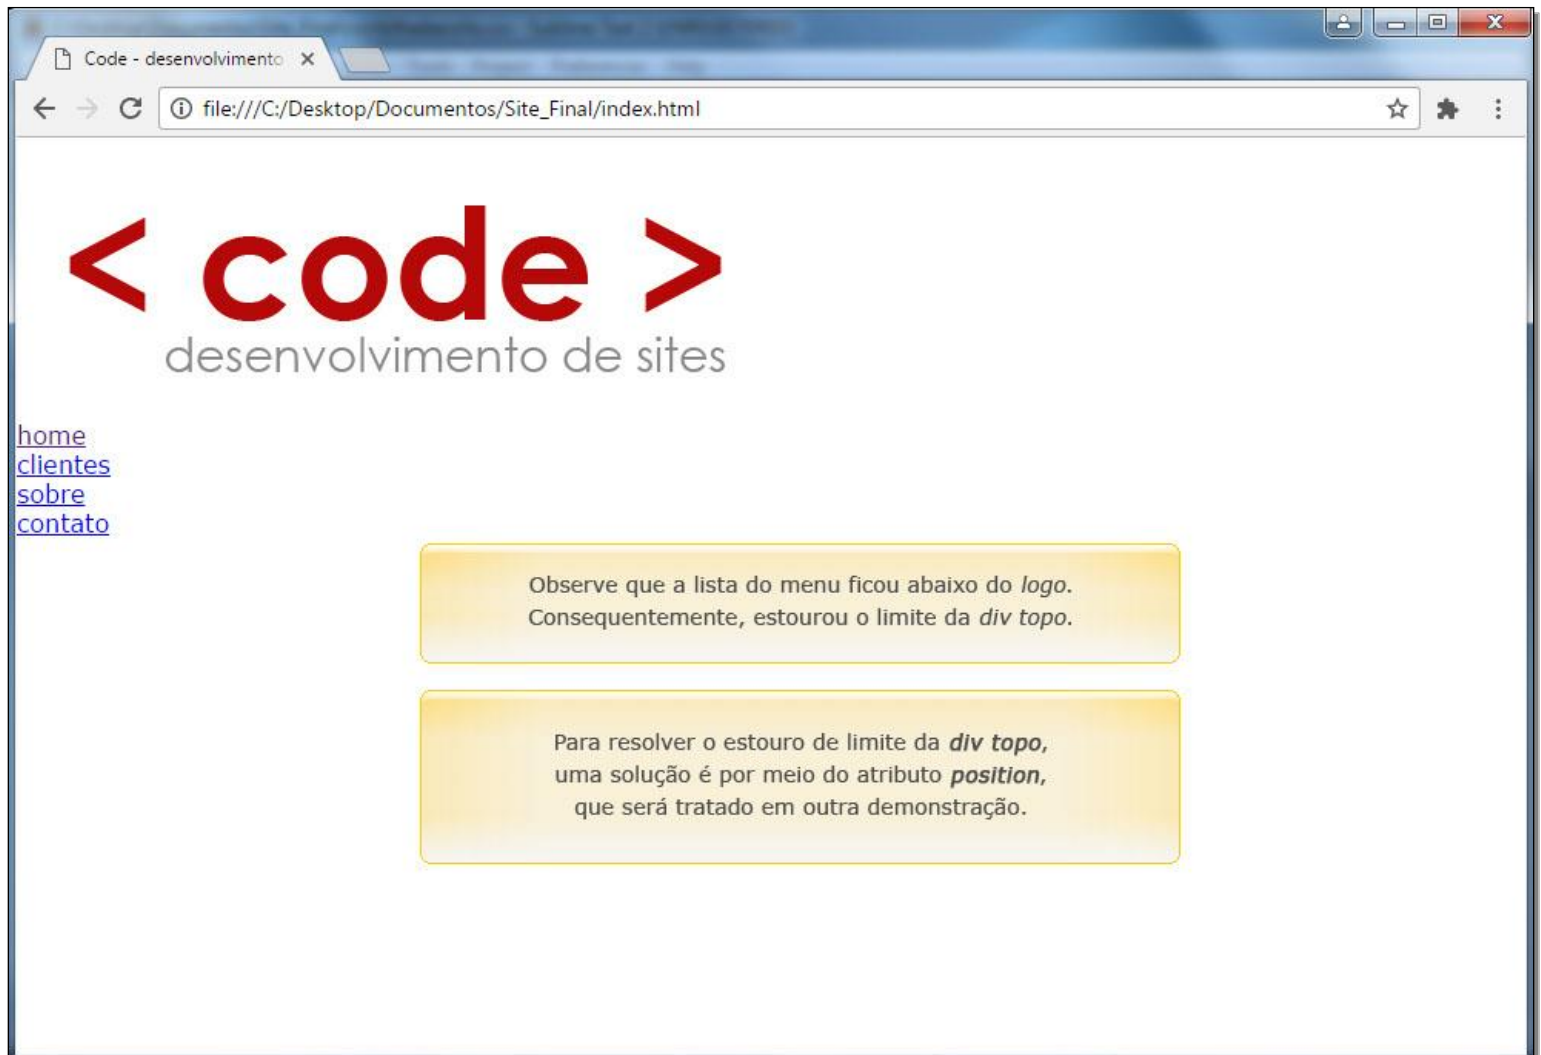 Code - desenvolvimento
file:///C:/Desktop/Documentos/Site_Final/index.html
< code >
desenvolvimento de sites
home
clientes
sobre
contato
Observe que a lista do menu ficou abaixo do logo.
Consequentemente, estourou o limite da div topo.
Para resolver o estouro de limite da div topo,
uma solução é por meio do atributo position,
que será tratado em outra demonstração.